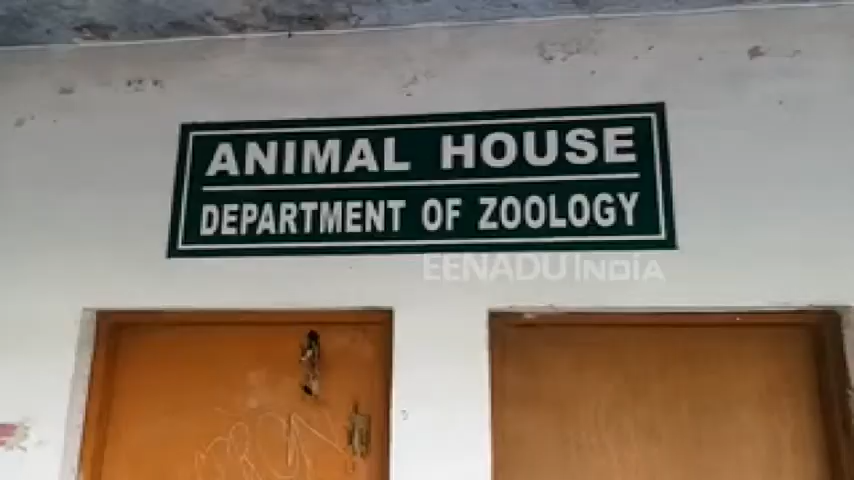 ANIMAL HOUSE
DEPARTMENT OF ZOOLOGY
EENADU INDIA